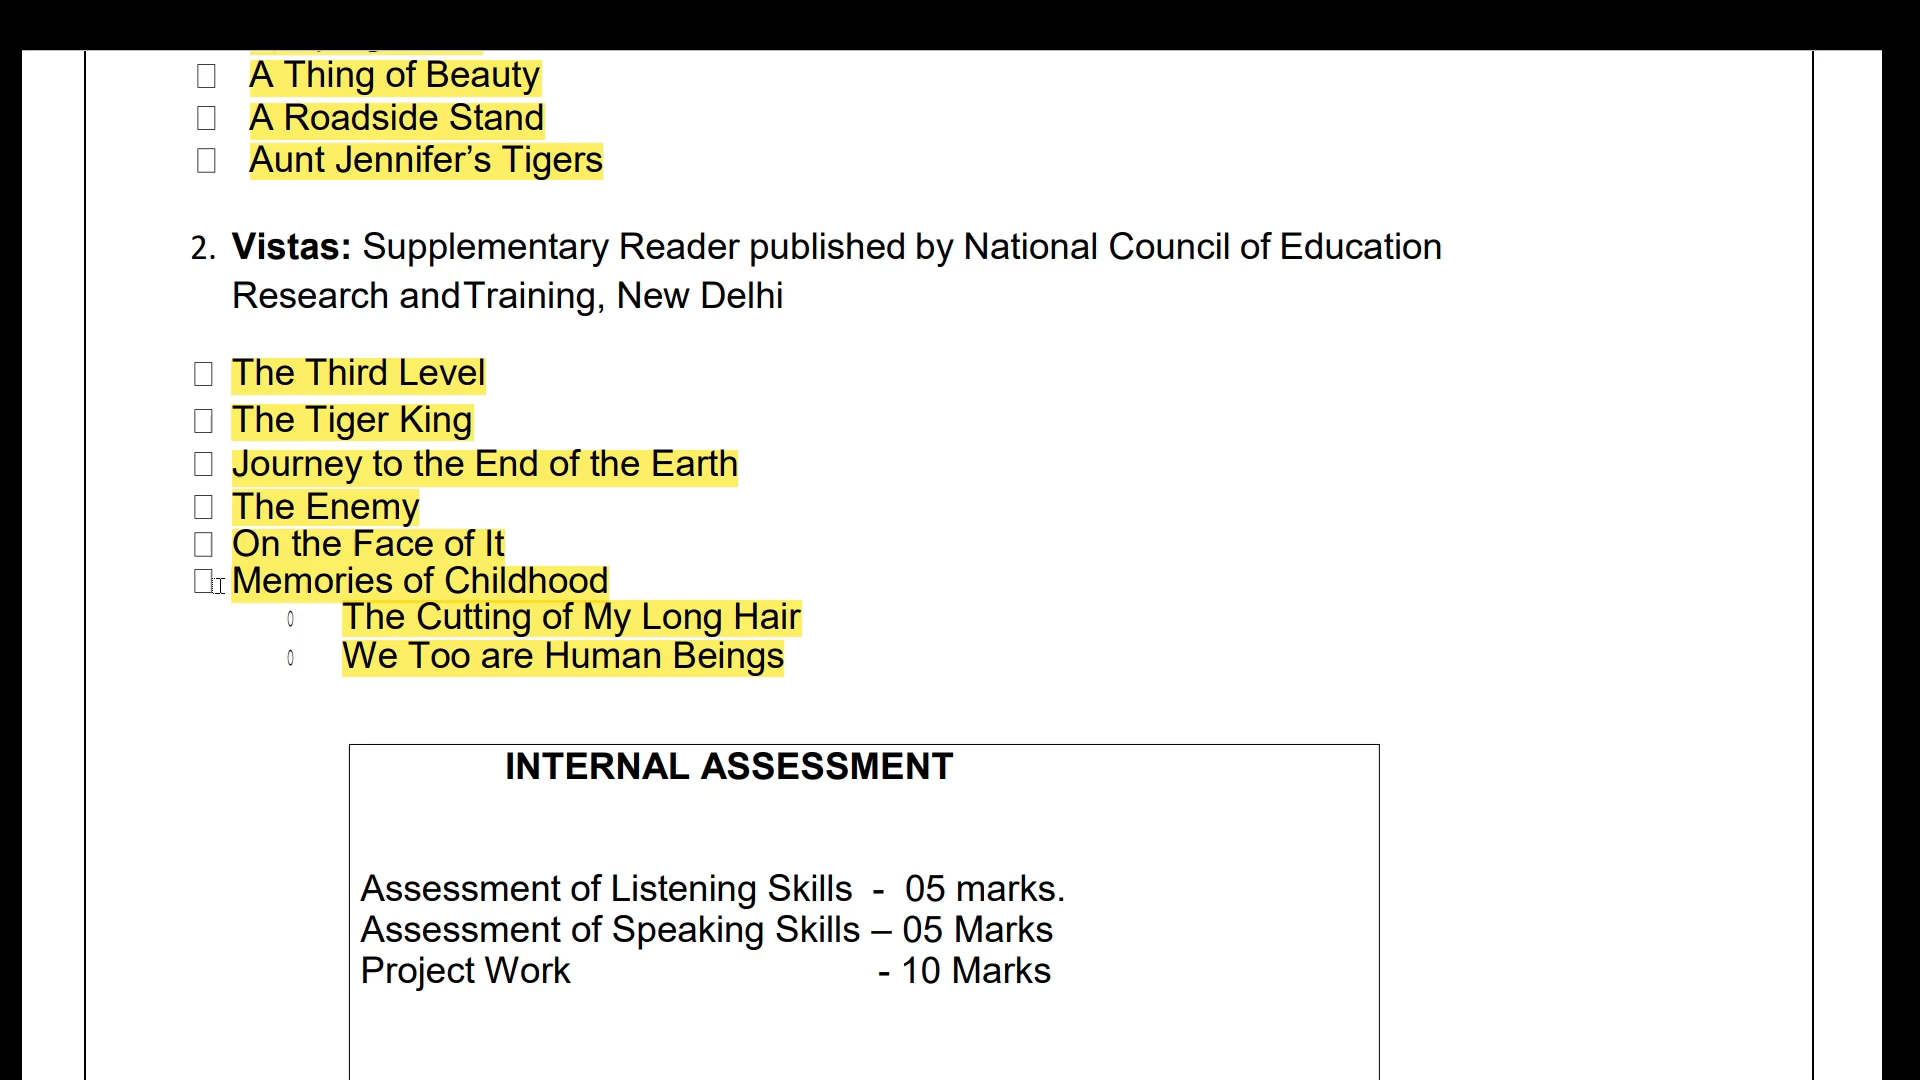 A Thing of Beauty
A Roadside Stand
Aunt Jennifer’s Tigers
2. Vistas: Supplementary Reader published by National Council of Education
Research andTraining, New Delhi
The Third Level
The Tiger King
Journey to the End of the Earth
The Enemy
On the Face of It
Memories of Childhood
The Cutting of My Long Hair
We Too are Human Beings
INTERNAL ASSESSMENT
Assessment of Listening Skills - 05 marks.
Assessment of Speaking Skills – 05 Marks
Project Work - 10 Marks